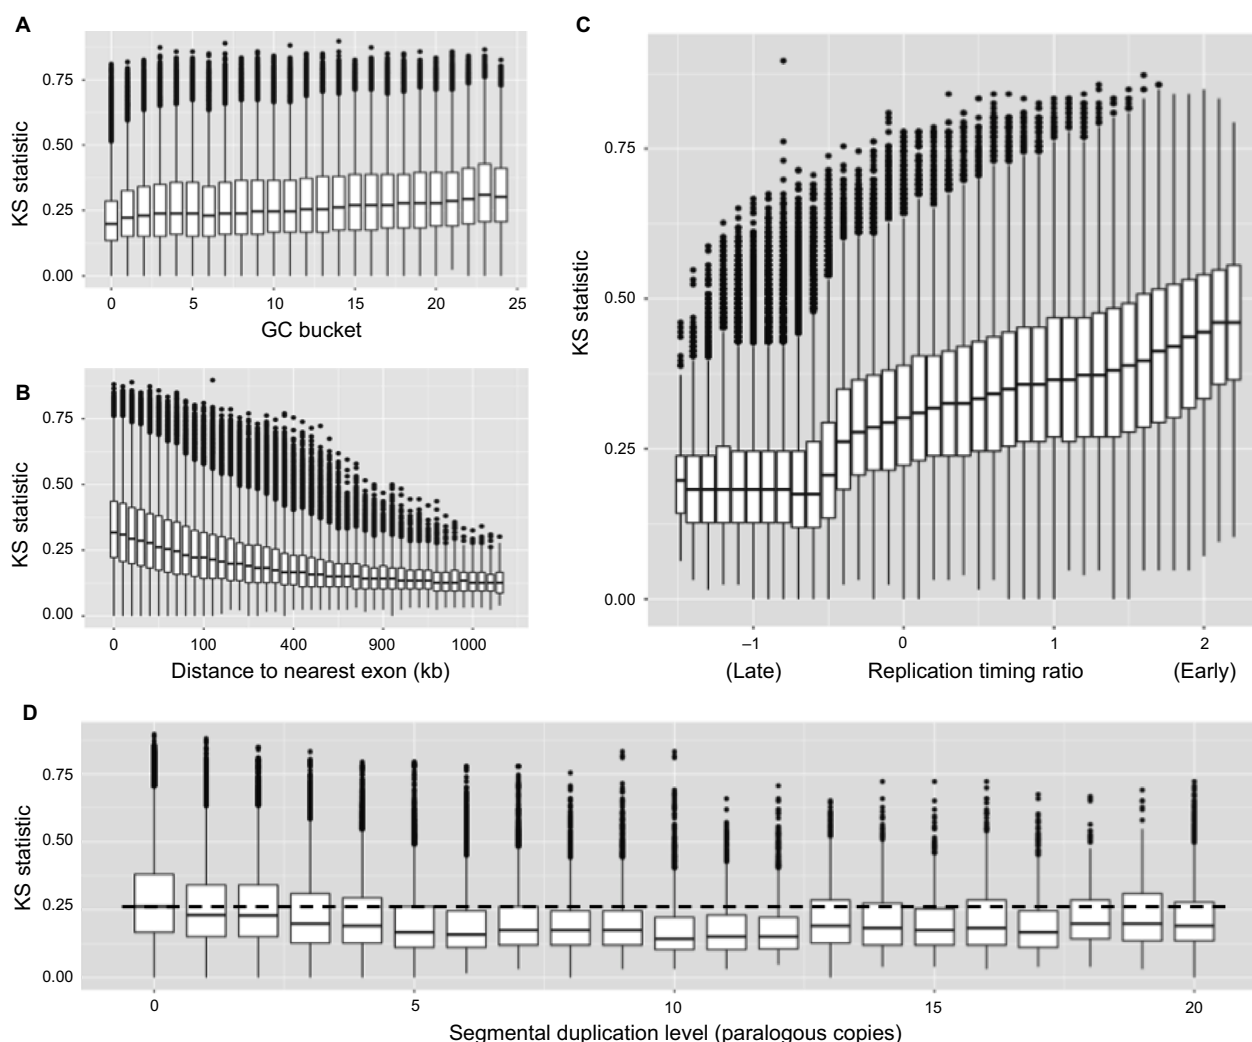 A
KS statistic
0.75
0.50
0.25
0.00
0 5 10 15 20 25
GC bucket
B
KS statistic
0.75
0.50
0.25
0.00
0 100 400 900 1000
Distance to nearest exon (kb)
C
KS statistic
0.75
0.50
0.25
0.00
–1 0 1 2
(Late) Replication timing ratio (Early)
D
KS statistic
0.75
0.50
0.25
0.00
0 5 10 15 20
Segmental duplication level (paralogous copies)